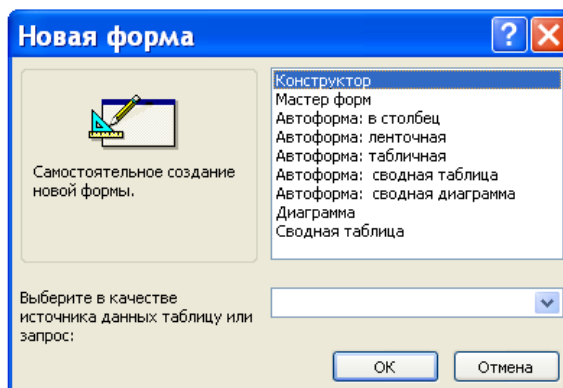 Новая форма
Самостоятельное создание
новой формы.
Конструктор
Мастер форм
Автоформа: в столбец
Автоформа: ленточная
Автоформа: табличная
Автоформа:  сводная таблица
Автоформа:  сводная диаграмма
Диаграмма
Сводная таблица
Выберите в качестве
источника данных таблицу или
запрос:
ОК
Отмена